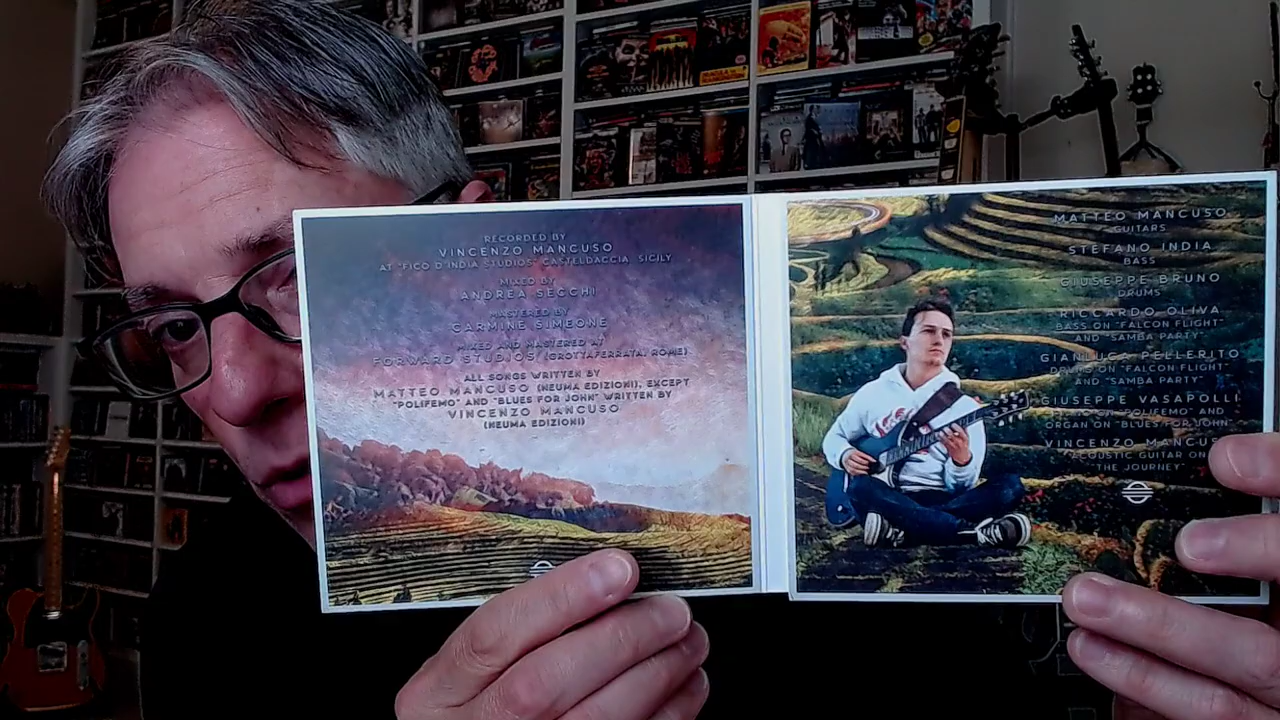 RECORDED BY
VINCENZO MANCUSO
AT "FICO D'INDIA STUDIOS" CASTELDACCIA, SICILY
MIXED BY
ANDREA SECCHI
MASTERED BY
CARMINE SIMEONE
MIXED AND MASTERED AT
FORWARD STUDIOS (GROTTAFERRATA, ROME)
ALL SONGS WRITTEN BY
MATTEO MANCUSO (NEUMA EDIZIONI), EXCEPT
"POLIFEMO" AND "BLUES FOR JOHN" WRITTEN BY
VINCENZO MANCUSO
(NEUMA EDIZIONI)
MATTEO MANCUSO
GUITARS
STEFANO INDIA
BASS
GIUSEPPE BRUNO
DRUMS
RICCARDO OLIVA
BASS ON "FALCON FLIGHT"
AND "SAMBA PARTY"
GIANLUCA PELLERITO
DRUMS ON "FALCON FLIGHT"
AND "SAMBA PARTY"
GIUSEPPE VASAPOLLI
ON "POLIFEMO" AND
ORGAN ON "BLUES FOR JOHN"
VINCENZO MANCUS
ACOUSTIC GUITAR ON
"THE JOURNEY"